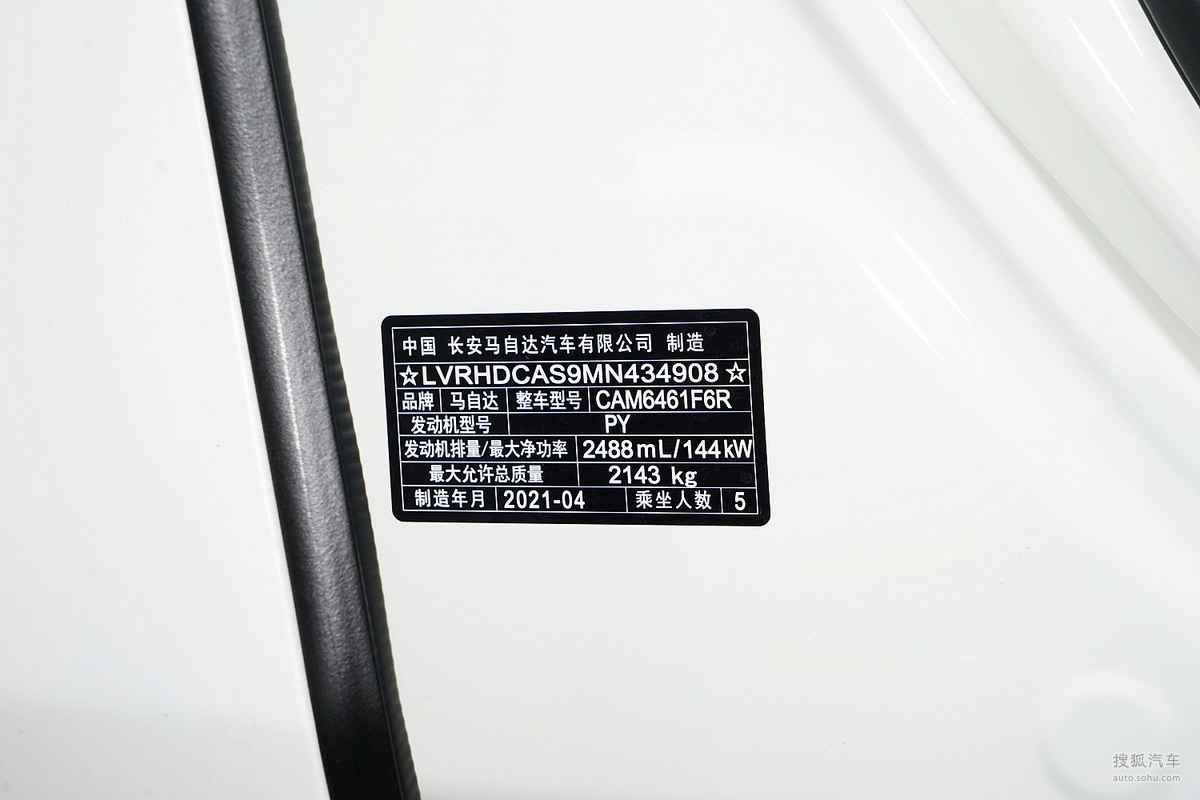 中国 长安马自达汽车有限公司 制造
☆LVRHDCAS9MN434908☆
品牌 马自达 整车型号 CAM6461F6R
发动机型号 PY
发动机排量/最大净功率 2488mL/144kW
最大允许总质量 2143 kg
制造年月 2021-04 乘坐人数 5
搜狐汽车
auto.sohu.com